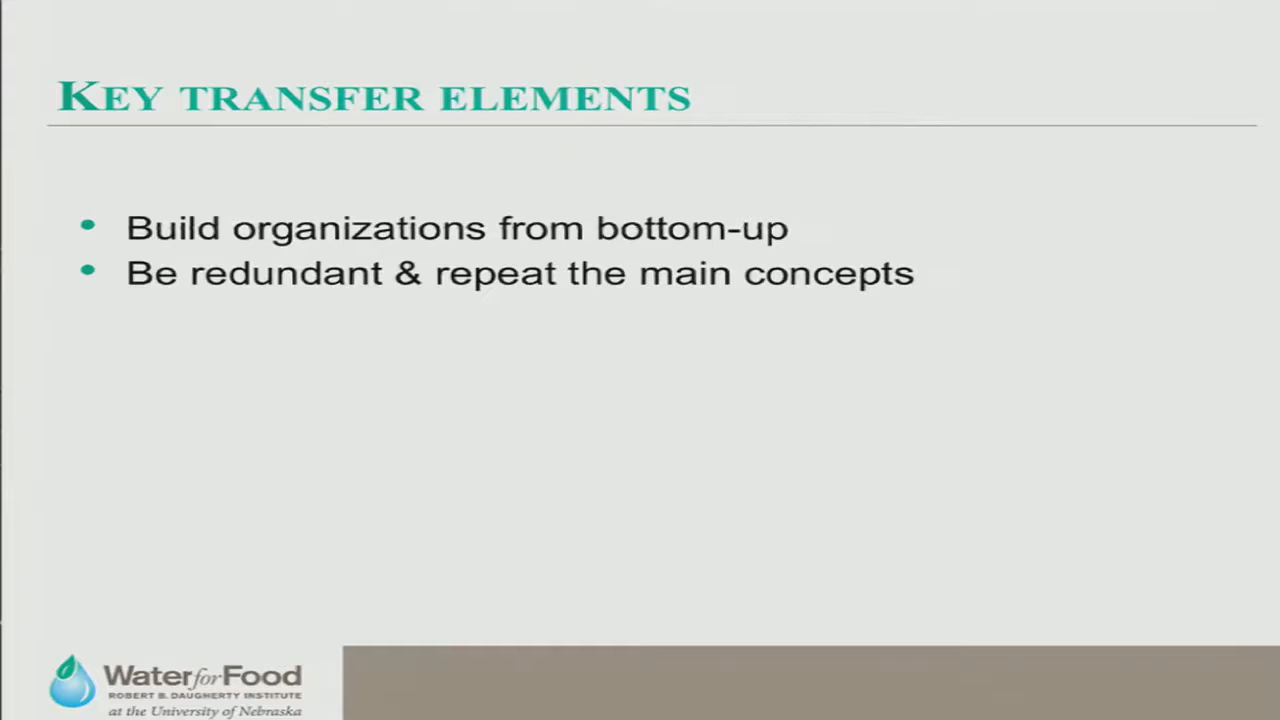 KEY TRANSFER ELEMENTS
• Build organizations from bottom-up
• Be redundant & repeat the main concepts
Water for Food
ROBERT B. DAUGHERTY INSTITUTE
at the University of Nebraska